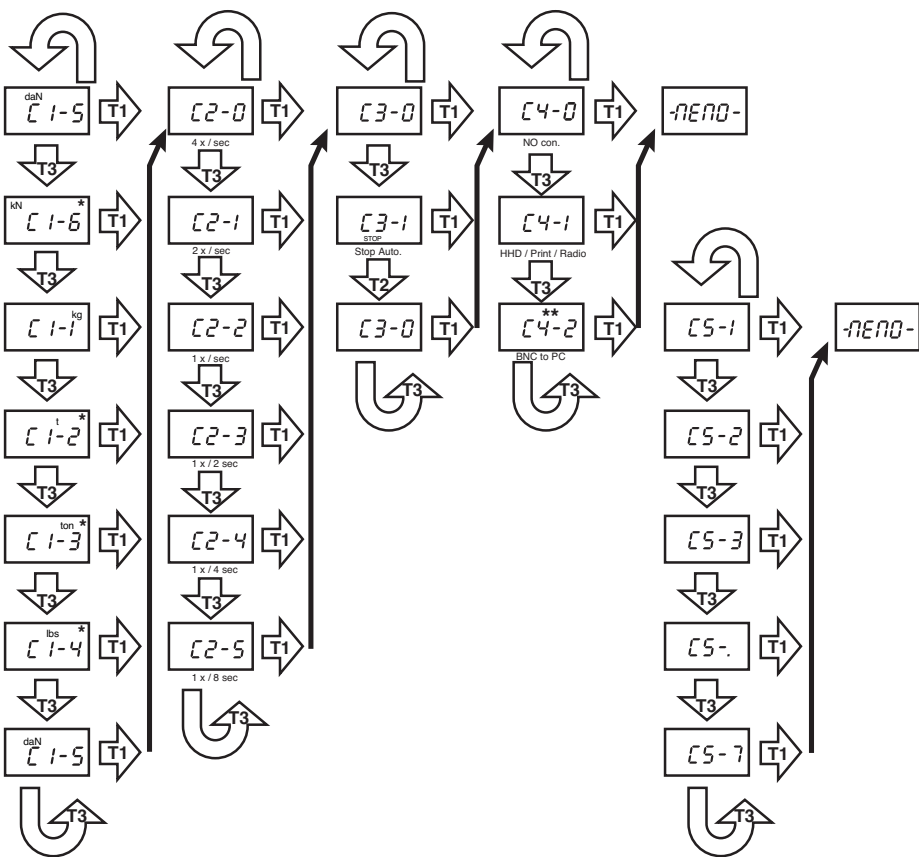 daN
C1-5 T1
T3
kN *
C1-6 T1
T3
kg
C1-1 T1
T3
t *
C1-2 T1
T3
ton *
C1-3 T1
T3
lbs *
C1-4 T1
T3
daN
C1-5 T1
T3
C2-0 T1
4 x / sec
T3
C2-1 T1
2 x / sec
T3
C2-2 T1
1 x / sec
T3
C2-3 T1
1 x / 2 sec
T3
C2-4 T1
1 x / 4 sec
T3
C2-5 T1
1 x / 8 sec
T3
C3-0 T1
T3
C3-1 T1
STOP
Stop Auto.
T2
C3-0 T1
T3
C4-0 T1
NO con.
T3
C4-1 T1
HHD / Print / Radio
T3
**
C4-2 T1
BNC to PC
T3
-MEMO-
C5-1 T1
T3
C5-2 T1
T3
C5-3 T1
T3
C5-. T1
T3
C5-7 T1
T3
-MEMO-